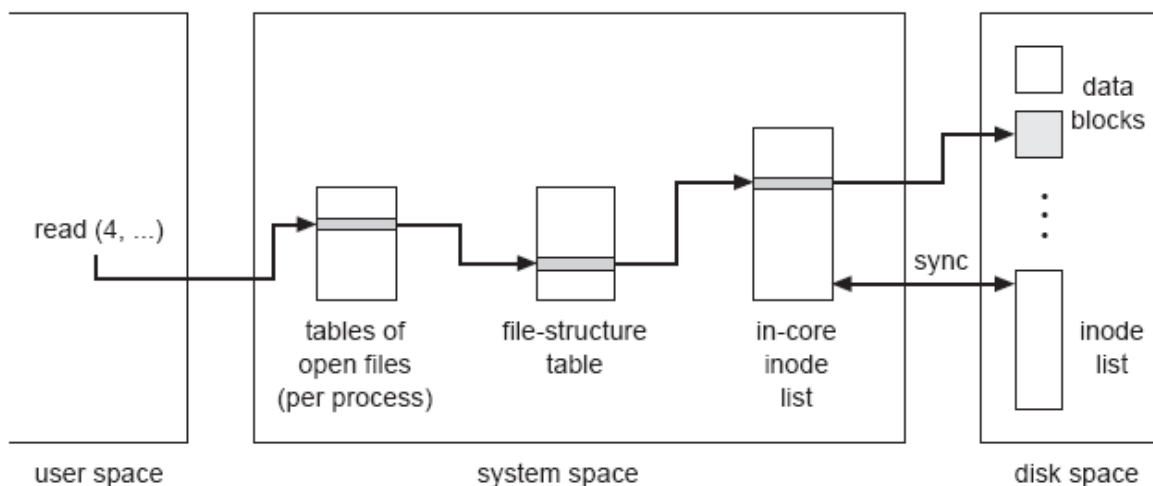 read (4, ...)
tables of
open files
(per process)
file-structure
table
in-core
inode
list
sync
data
blocks
inode
list
user space
system space
disk space